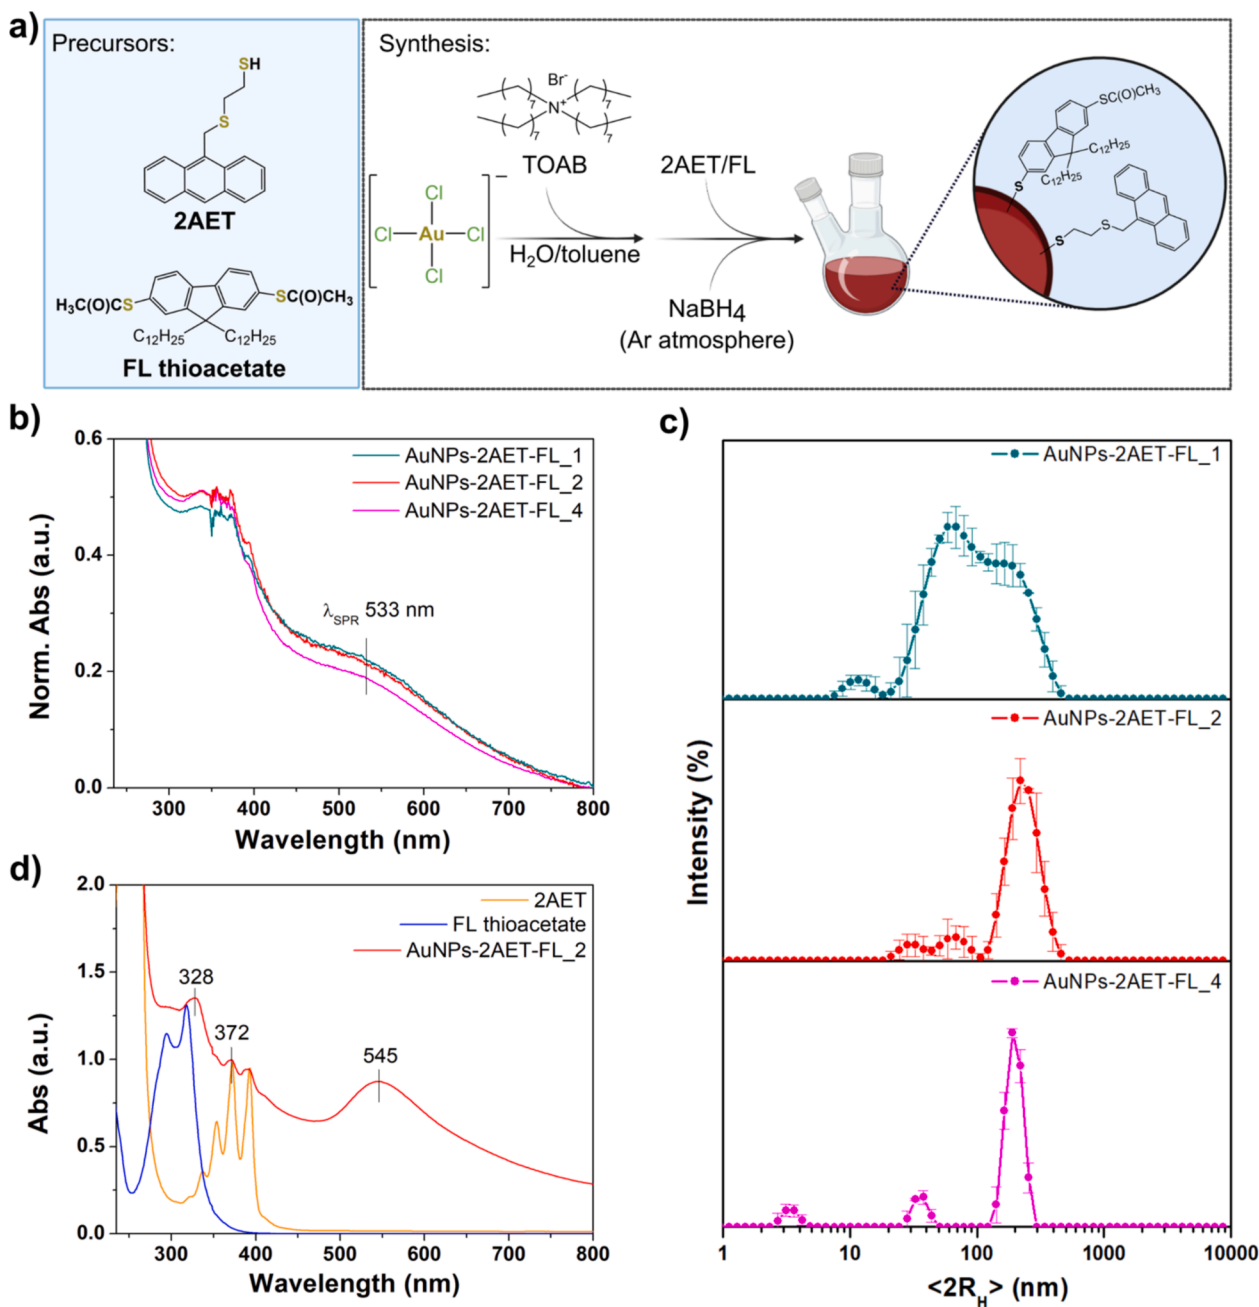 a)
Precursors:
SH
S
2AET
H₃C(O)CS
SC(O)CH₃
C₁₂H₂₅ C₁₂H₂₅
FL thioacetate
Synthesis:
Br⁻
7 N⁺ 7
7 7
TOAB
2AET/FL
Cl
Cl Au Cl
Cl
−
H₂O/toluene
NaBH₄
(Ar atmosphere)
SC(O)CH₃
C₁₂H₂₅
C₁₂H₂₅
S
S
S
b)
0.6
0.4
0.2
0.0
Norm. Abs (a.u.)
AuNPs-2AET-FL_1
AuNPs-2AET-FL_2
AuNPs-2AET-FL_4
λSPR 533 nm
300 400 500 600 700 800
Wavelength (nm)
c)
AuNPs-2AET-FL_1
AuNPs-2AET-FL_2
AuNPs-2AET-FL_4
Intensity (%)
1 10 100 1000 10000
<2R_H> (nm)
d)
2.0
1.5
1.0
0.5
0.0
Abs (a.u.)
2AET
FL thioacetate
AuNPs-2AET-FL_2
328
372
545
300 400 500 600 700 800
Wavelength (nm)